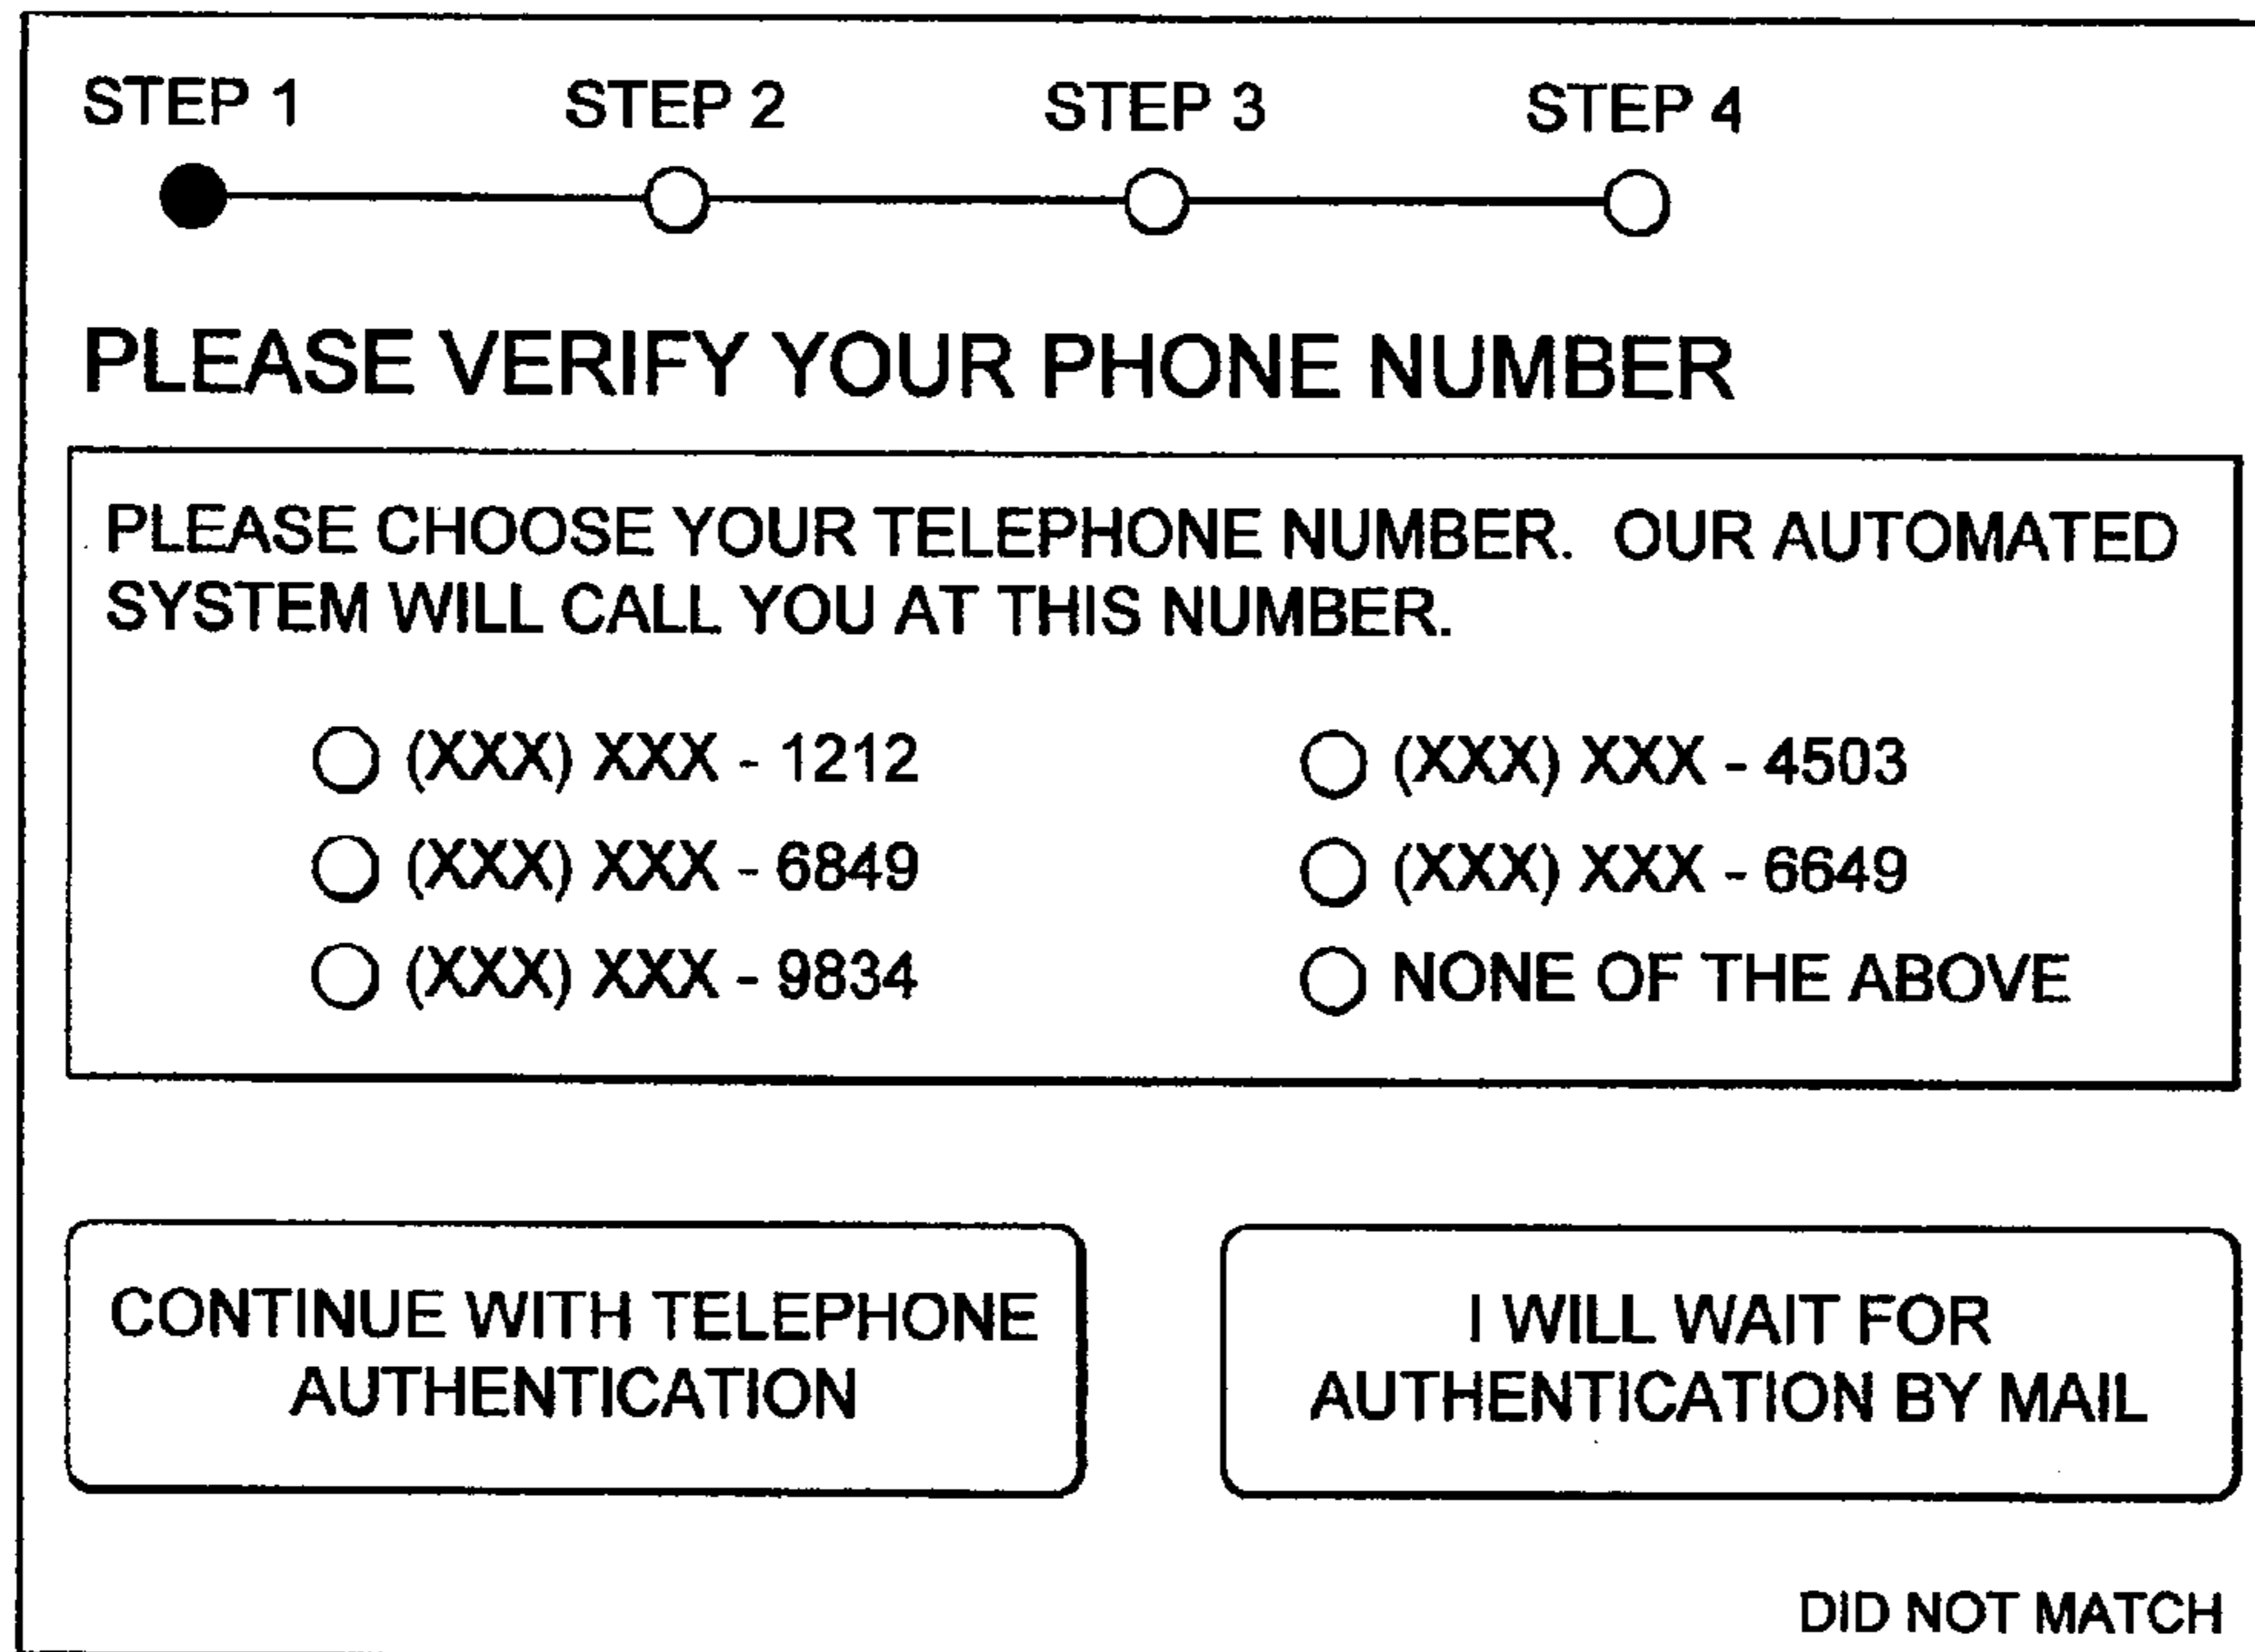 STEP 1 STEP 2 STEP 3 STEP 4
PLEASE VERIFY YOUR PHONE NUMBER
PLEASE CHOOSE YOUR TELEPHONE NUMBER. OUR AUTOMATED
SYSTEM WILL CALL YOU AT THIS NUMBER.
(XXX) XXX - 1212 (XXX) XXX - 4503
(XXX) XXX - 6849 (XXX) XXX - 6649
(XXX) XXX - 9834 NONE OF THE ABOVE
CONTINUE WITH TELEPHONE
AUTHENTICATION
I WILL WAIT FOR
AUTHENTICATION BY MAIL
DID NOT MATCH